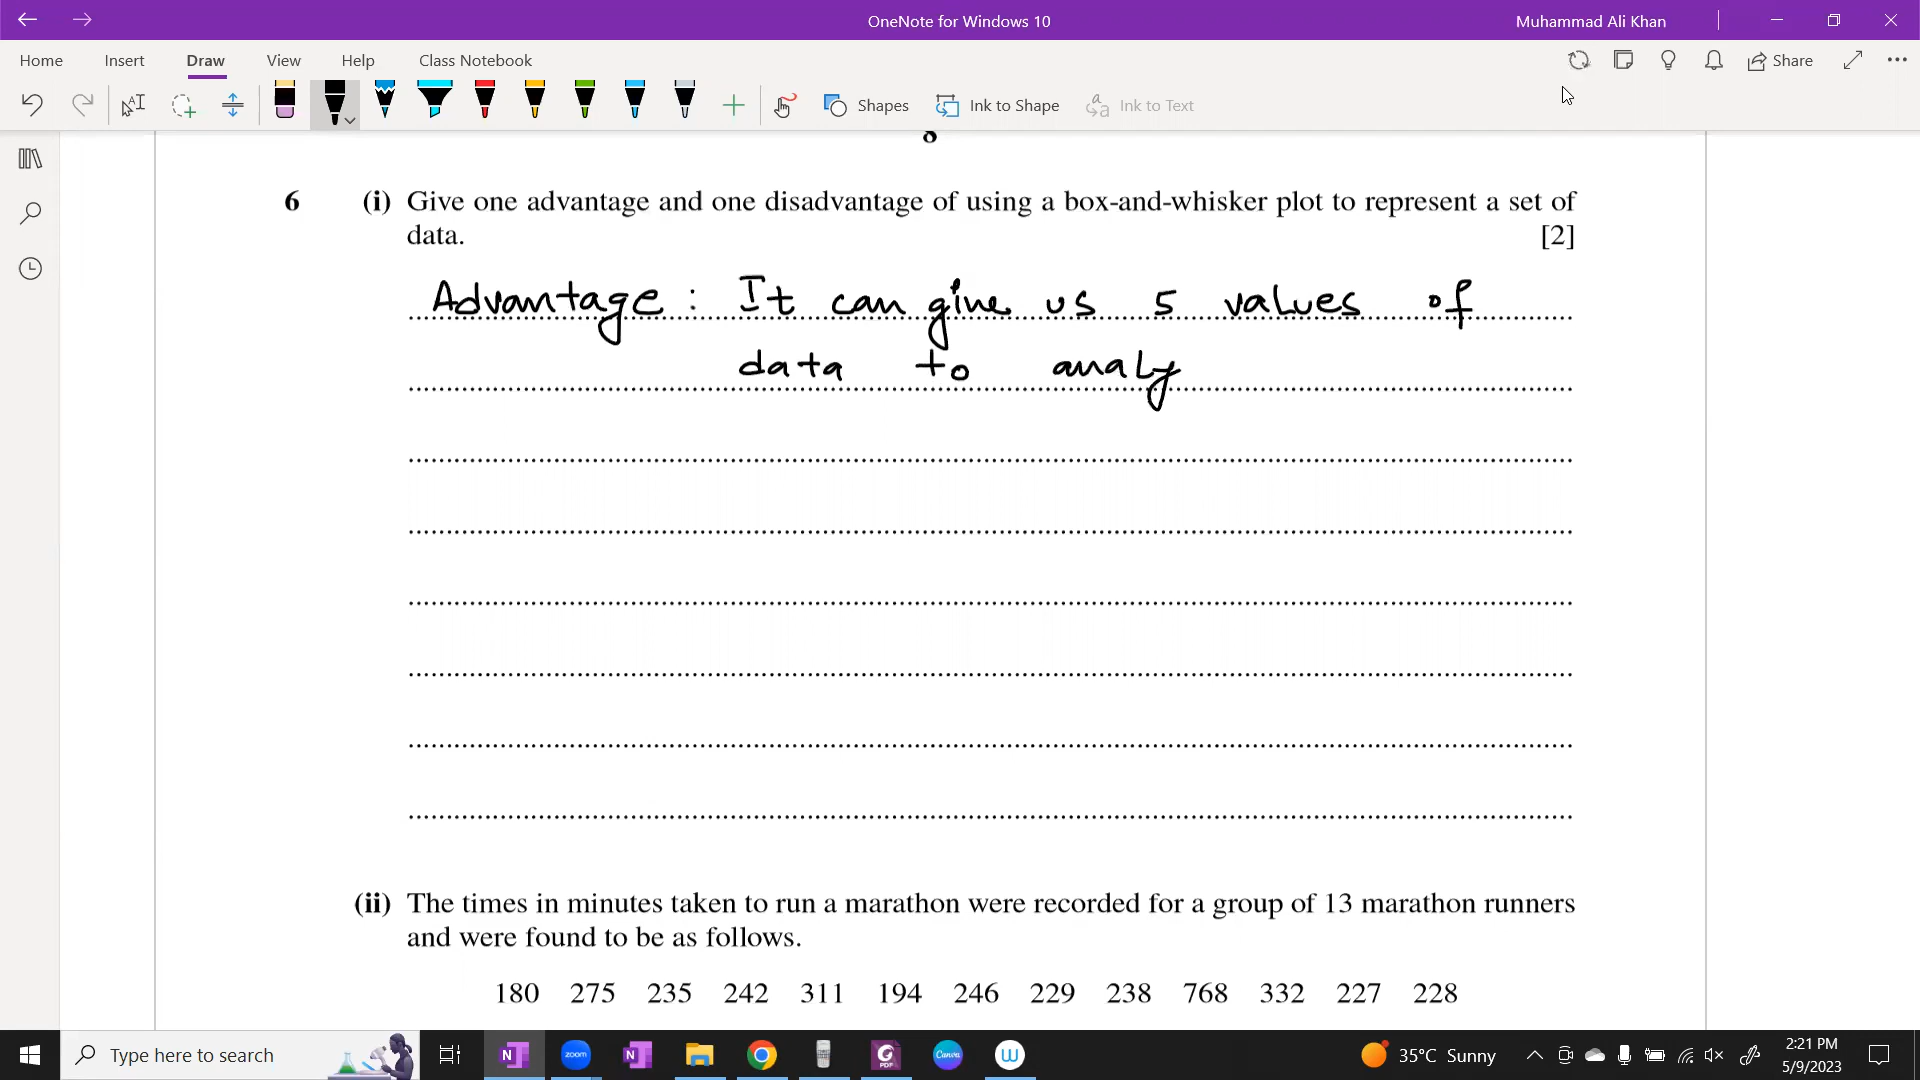 OneNote for Windows 10
Muhammad Ali Khan
Home Insert Draw View Help Class Notebook
Share
Shapes Ink to Shape Ink to Text
8
6 (i) Give one advantage and one disadvantage of using a box-and-whisker plot to represent a set of
data. [2]
Advantage : It can give us 5 values of
data to analy
(ii) The times in minutes taken to run a marathon were recorded for a group of 13 marathon runners
and were found to be as follows.
180 275 235 242 311 194 246 229 238 768 332 227 228
Type here to search
zoom
Canva
35°C Sunny
2:21 PM
5/9/2023